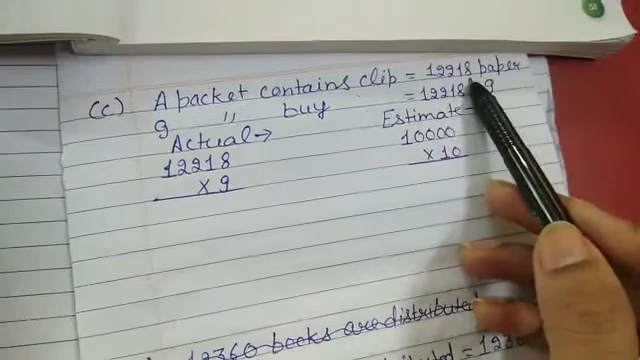 51
(c) A packet contains clip = 12218 paper
9 " buy = 12218 9
Actual → Estimate
12218 10000
× 9 × 10
12360 books are distributed
= 123